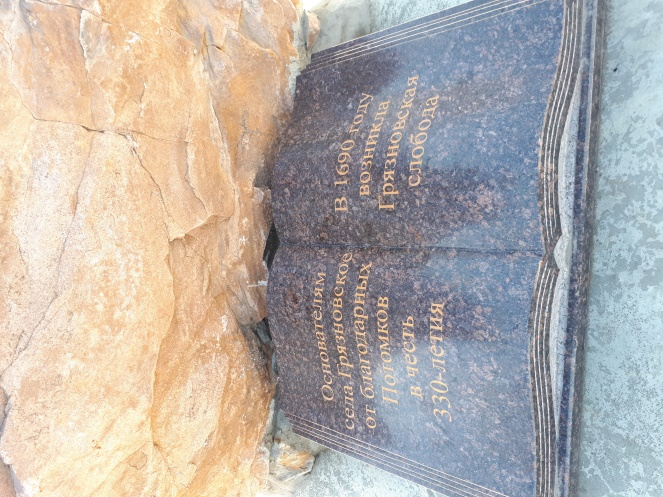 Основателям
села Грязновское
от благодарных
Потомков
в честь
330-летия
В 1690 году
возникла
Грязновская
слобода